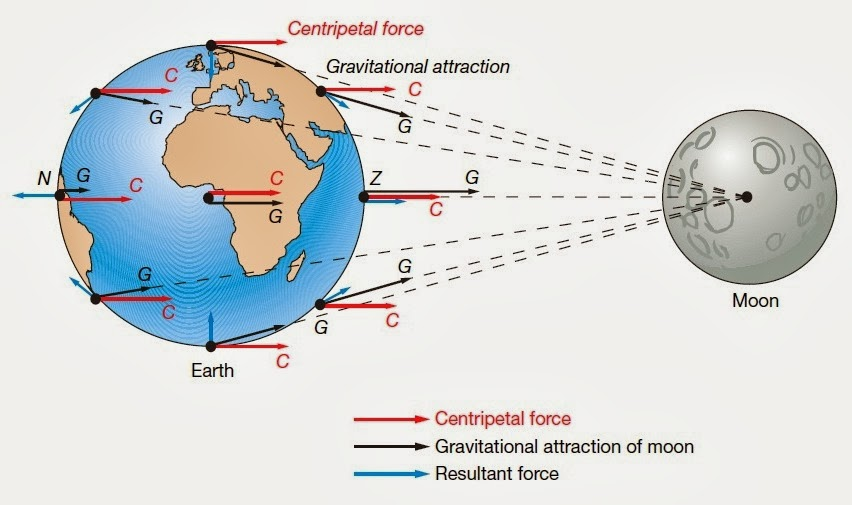 Centripetal force
Gravitational attraction
C
G
C
G
N
G
C
C
G
Z
G
C
G
C
G
G
C
C
Moon
Earth
Centripetal force
Gravitational attraction of moon
Resultant force